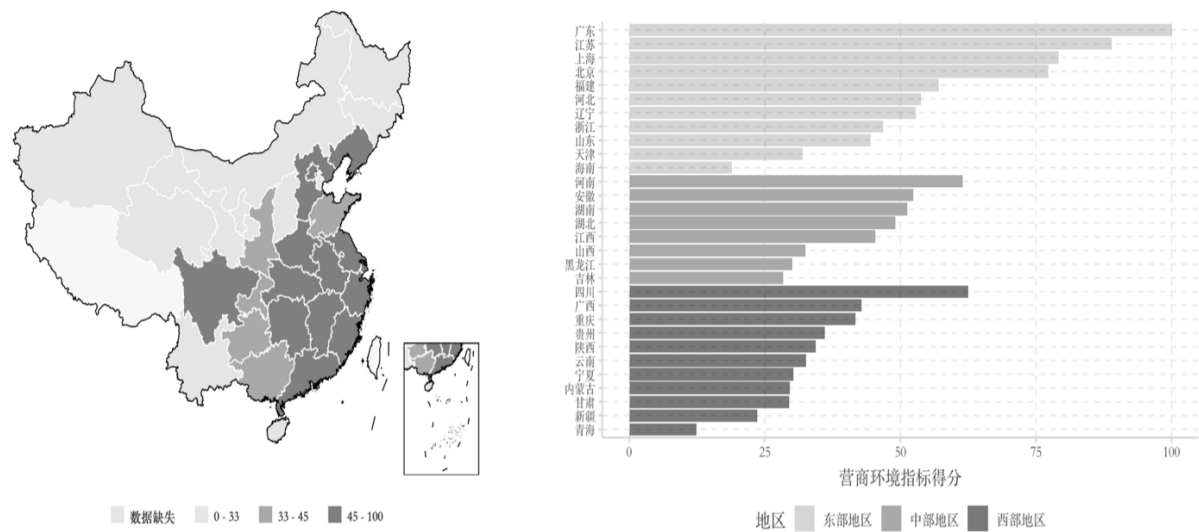 数据缺失
0 - 33
33 - 45
45 - 100
广东
江苏
上海
北京
福建
河北
辽宁
浙江
山东
天津
海南
河南
安徽
湖南
湖北
江西
山西
黑龙江
吉林
四川
广西
重庆
贵州
陕西
云南
宁夏
内蒙古
甘肃
新疆
青海
0 25 50 75 100
营商环境指标得分
地区 东部地区 中部地区 西部地区